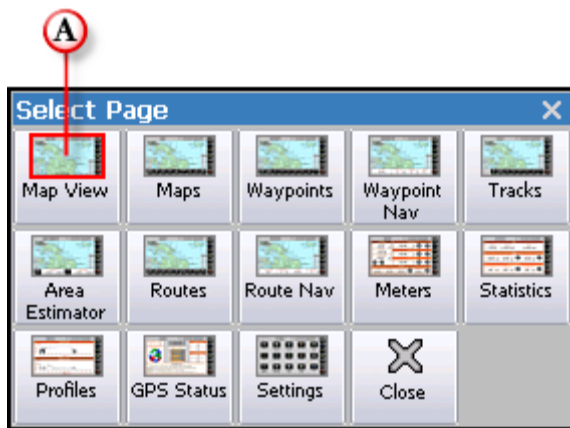 A
Select Page
Map View Maps Waypoints Waypoint Nav Tracks
Area Estimator Routes Route Nav Meters Statistics
Profiles GPS Status Settings Close